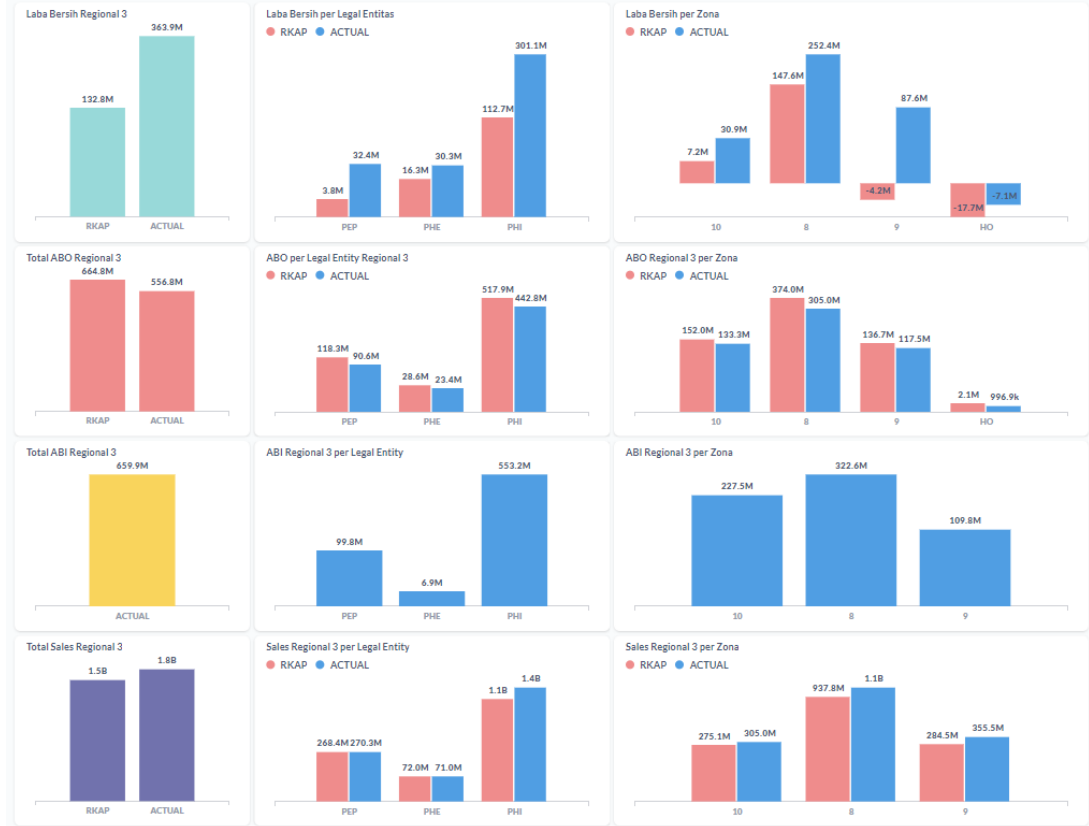 Laba Bersih Regional 3
363.9M
132.8M
RKAP ACTUAL
Laba Bersih per Legal Entitas
RKAP ACTUAL
301.1M
112.7M
32.4M 30.3M
16.3M
3.8M
PEP PHE PHI
Laba Bersih per Zona
RKAP ACTUAL
252.4M
147.6M
87.6M
30.9M
7.2M
-4.2M
-7.1M
-17.7M
10 8 9 HO
Total ABO Regional 3
664.8M
556.8M
RKAP ACTUAL
ABO per Legal Entity Regional 3
RKAP ACTUAL
517.9M
442.8M
118.3M
90.6M
28.6M 23.4M
PEP PHE PHI
ABO Regional 3 per Zona
RKAP ACTUAL
374.0M
305.0M
152.0M 133.3M 136.7M
117.5M
2.1M 996.9k
10 8 9 HO
Total ABI Regional 3
659.9M
ACTUAL
ABI Regional 3 per Legal Entity
553.2M
99.8M
6.9M
PEP PHE PHI
ABI Regional 3 per Zona
322.6M
227.5M
109.8M
10 8 9
Total Sales Regional 3
1.8B
1.5B
RKAP ACTUAL
Sales Regional 3 per Legal Entity
RKAP ACTUAL
1.4B
1.1B
268.4M 270.3M
72.0M 71.0M
PEP PHE PHI
Sales Regional 3 per Zona
RKAP ACTUAL
1.1B
937.8M
355.5M
275.1M 305.0M 284.5M
10 8 9